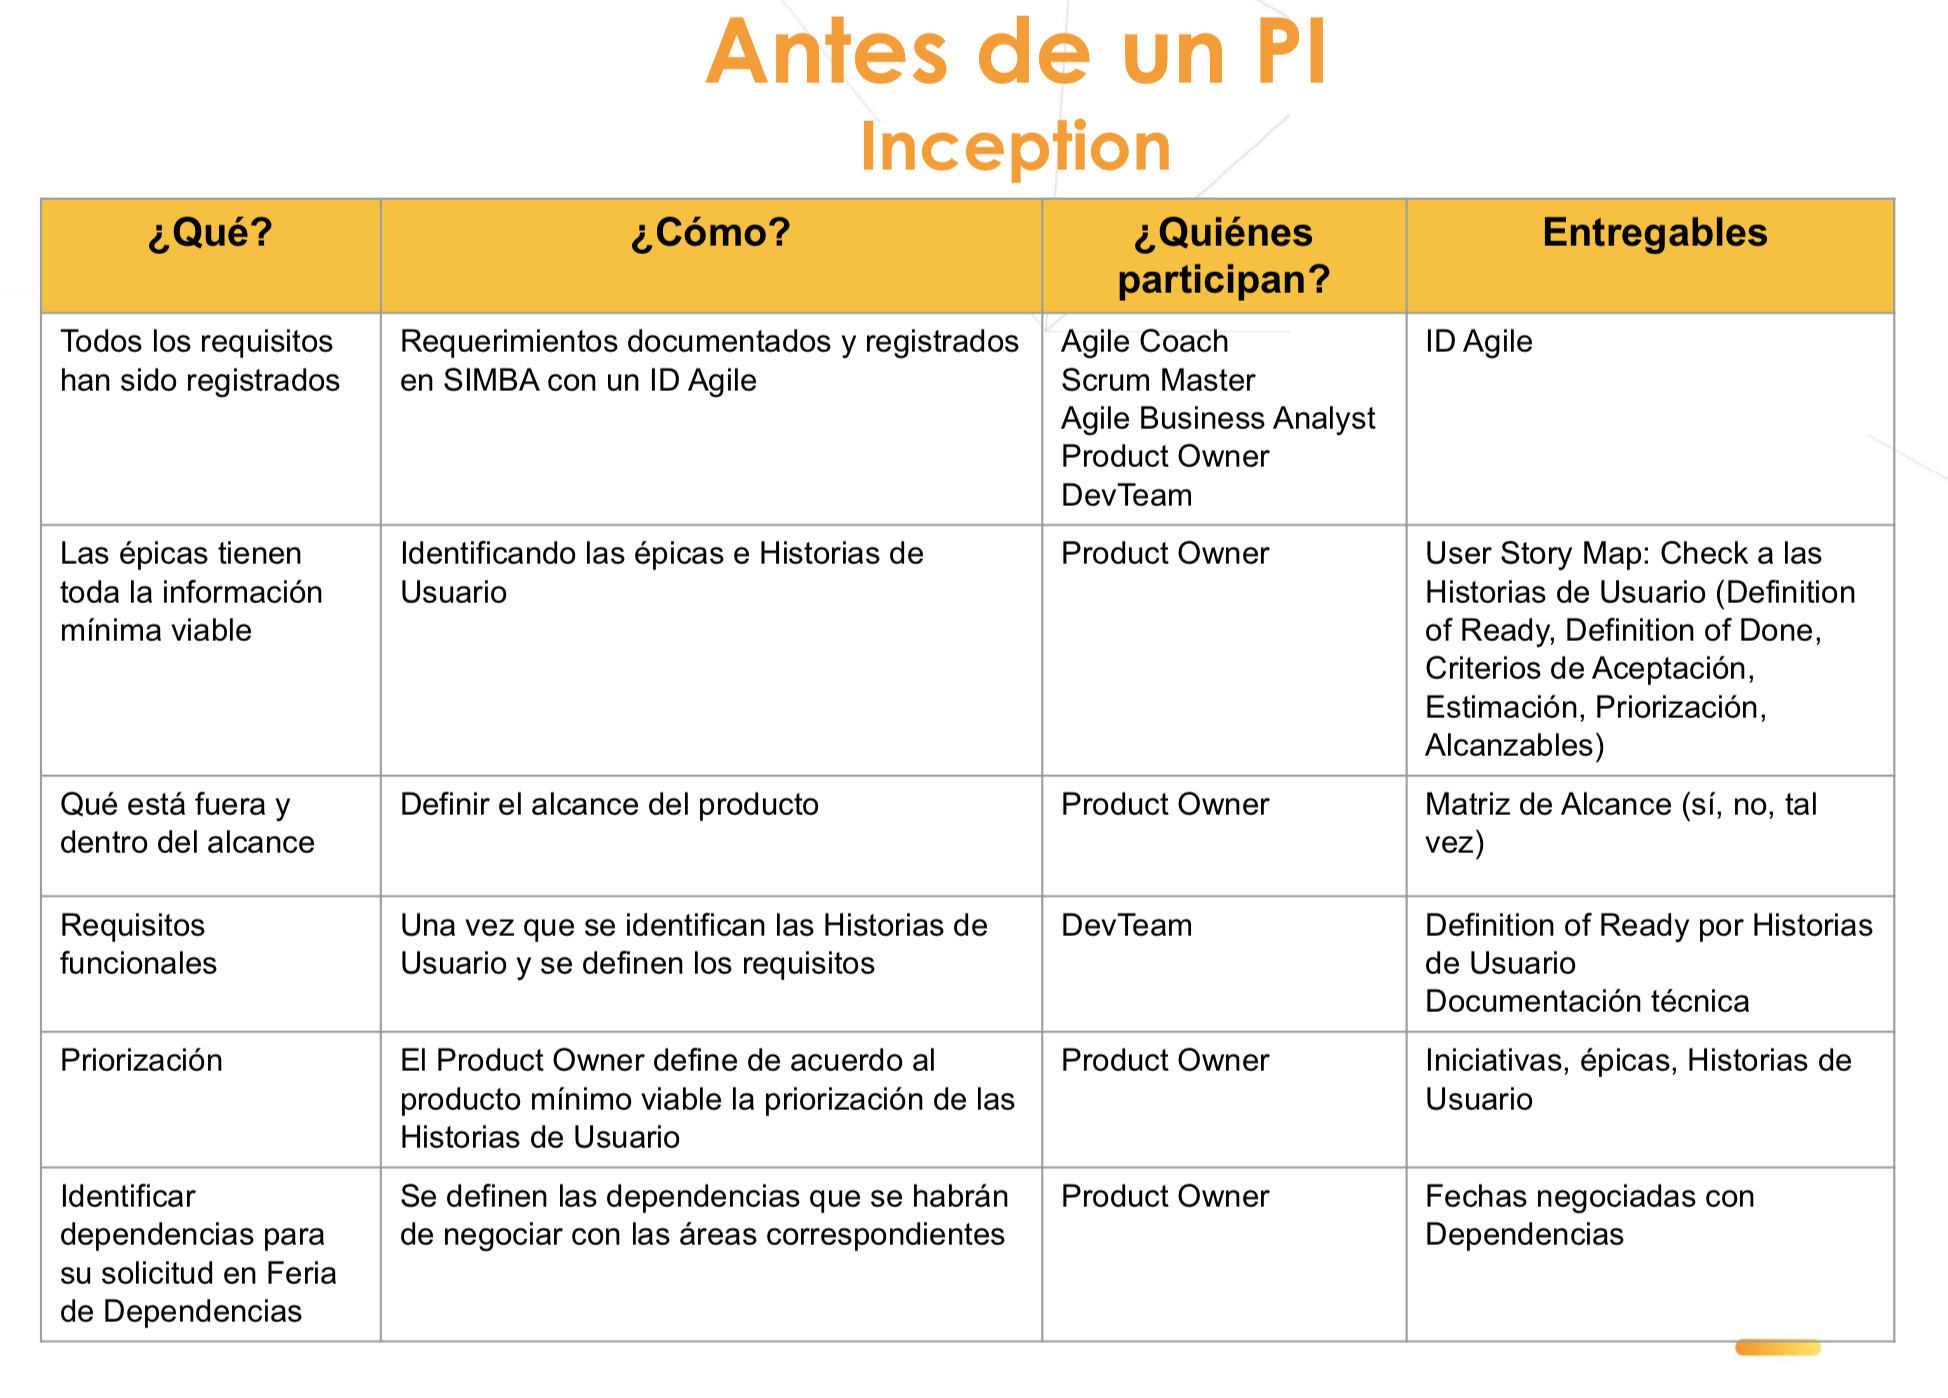 Antes de un PI
Inception
¿Qué?
¿Cómo?
¿Quiénes
participan?
Entregables
Todos los requisitos
han sido registrados
Requerimientos documentados y registrados
en SIMBA con un ID Agile
Agile Coach
Scrum Master
Agile Business Analyst
Product Owner
DevTeam
ID Agile
Las épicas tienen
toda la información
mínima viable
Identificando las épicas e Historias de
Usuario
Product Owner
User Story Map: Check a las
Historias de Usuario (Definition
of Ready, Definition of Done,
Criterios de Aceptación,
Estimación, Priorización,
Alcanzables)
Qué está fuera y
dentro del alcance
Definir el alcance del producto
Product Owner
Matriz de Alcance (sí, no, tal
vez)
Requisitos
funcionales
Una vez que se identifican las Historias de
Usuario y se definen los requisitos
DevTeam
Definition of Ready por Historias
de Usuario
Documentación técnica
Priorización
El Product Owner define de acuerdo al
producto mínimo viable la priorización de las
Historias de Usuario
Product Owner
Iniciativas, épicas, Historias de
Usuario
Identificar
dependencias para
su solicitud en Feria
de Dependencias
Se definen las dependencias que se habrán
de negociar con las áreas correspondientes
Product Owner
Fechas negociadas con
Dependencias